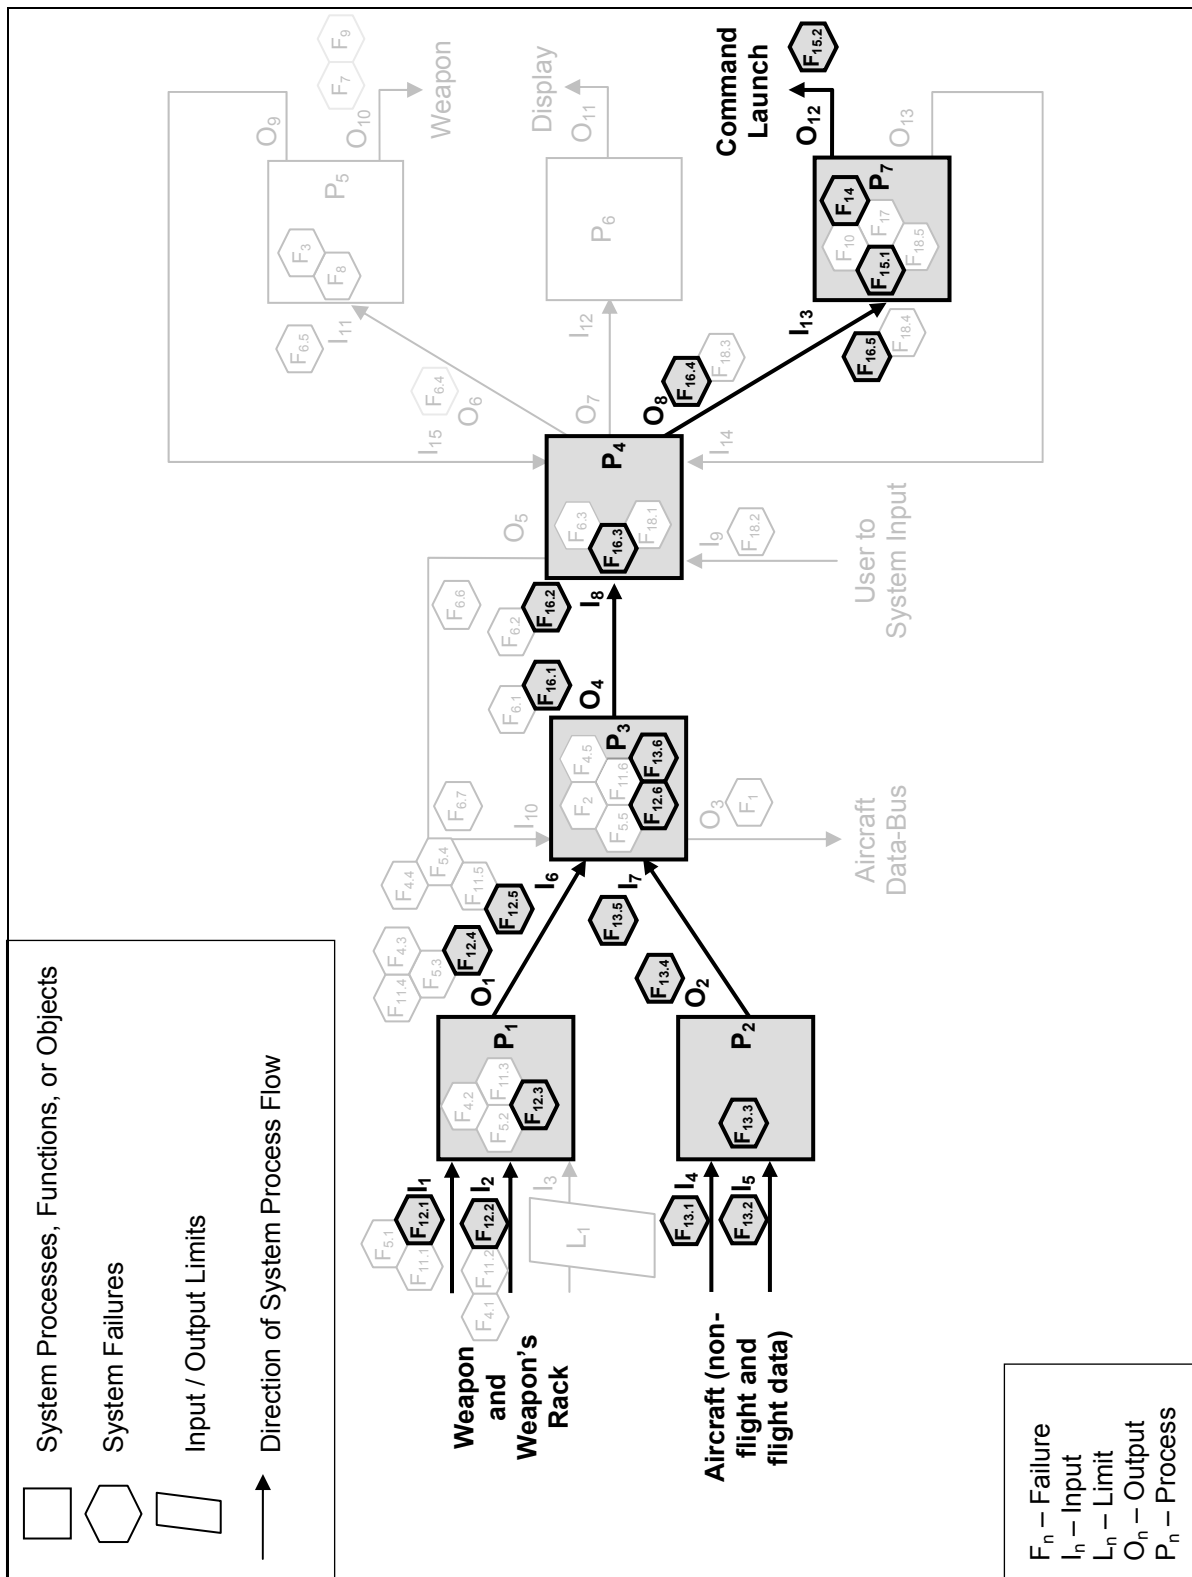 System Processes, Functions, or Objects
System Failures
Input / Output Limits
Direction of System Process Flow
Fn – Failure
In – Input
Ln – Limit
On – Output
Pn – Process
Weapon
and
Weapon's
Rack
Aircraft (non-
flight and
flight data)
F5.1
F11.1
F12.1
I1
F4.1
F11.2
F12.2
I2
L1
I3
F13.1
I4
F13.2
I5
P1
F4.2
F5.2
F11.3
F12.3
P2
F13.3
O1
F11.4
F4.3
F5.3
F12.4
F4.4
F5.4
F11.5
F12.5
I6
O2
F13.4
F13.5
I7
F6.7
I10
P3
F2
F4.5
F5.5
F11.6
F12.6
F13.6
O3
F1
Aircraft
Data-Bus
O4
F6.1
F16.1
F6.2
F16.2
I8
F6.6
O5
P4
F6.3
F16.3
F18.1
I9
F18.2
User to
System Input
I15
I14
O6
F6.4
F6.5
I11
O7
I12
O8
F16.4
F18.3
F16.5
F18.4
I13
P5
F3
F8
O9
O10
F7
F9
Weapon
P6
O11
Display
P7
F10
F14
F17
F15.1
F18.5
O12
O13
Command
Launch
F15.2